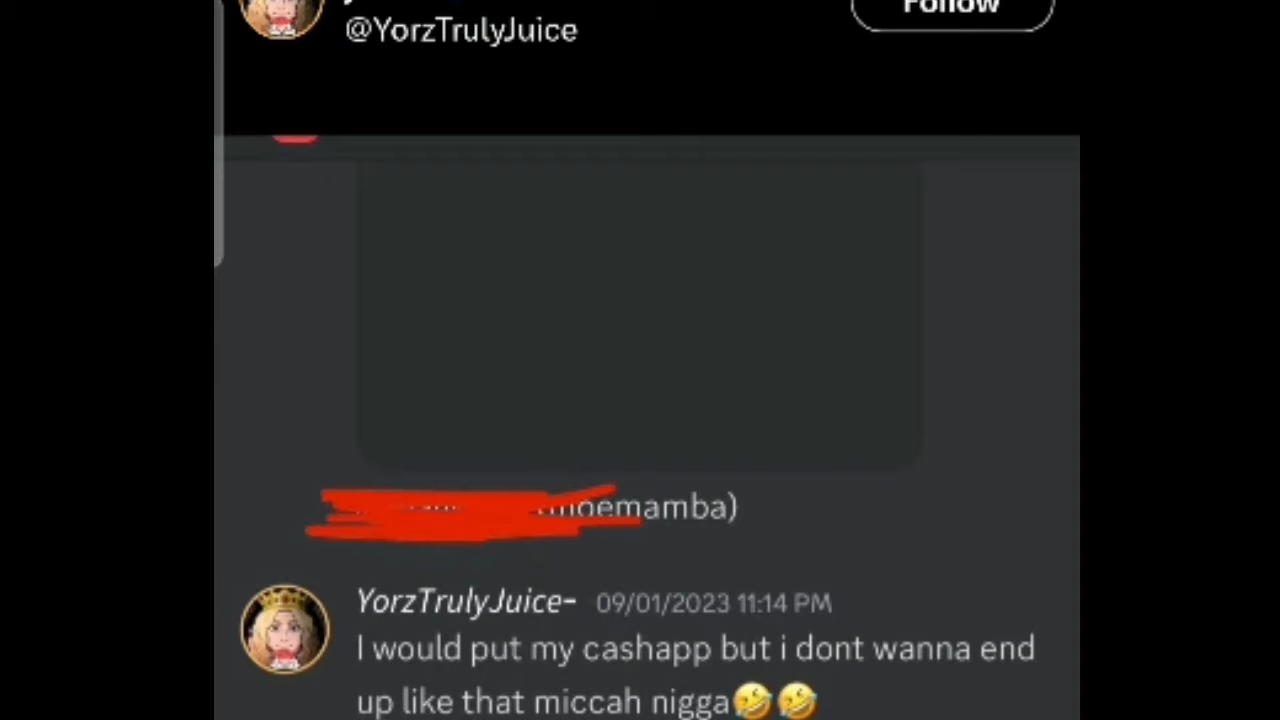 Follow
@YorzTrulyJuice
moemamba)
YorzTrulyJuice- 09/01/2023 11:14 PM
I would put my cashapp but i dont wanna end
up like that miccah nigga🤣🤣